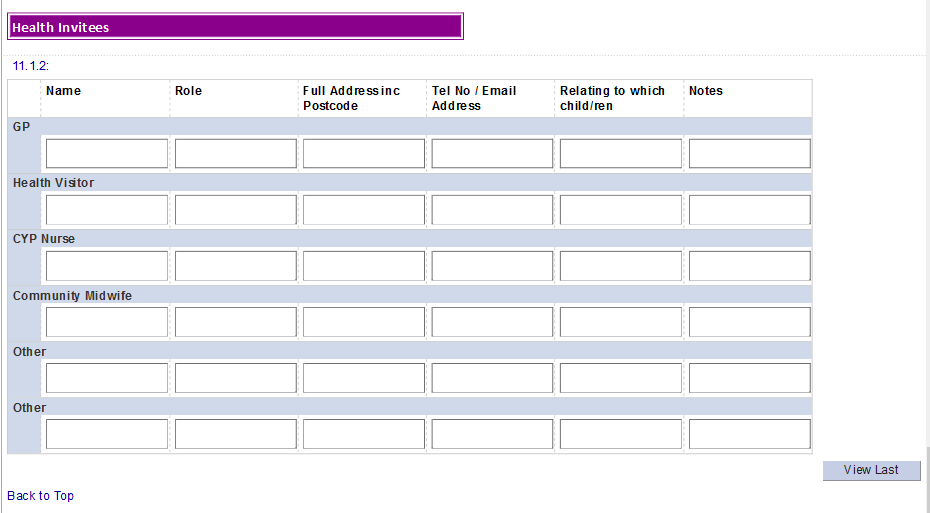 Health Invitees
11.1.2:
Name Role Full Address inc Postcode Tel No / Email Address Relating to which child/ren Notes
GP
Health Visitor
CYP Nurse
Community Midwife
Other
Other
View Last
Back to Top